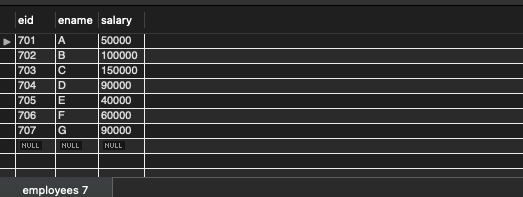 eid ename salary
701 A 50000
702 B 100000
703 C 150000
704 D 90000
705 E 40000
706 F 60000
707 G 90000
NULL NULL NULL
employees 7